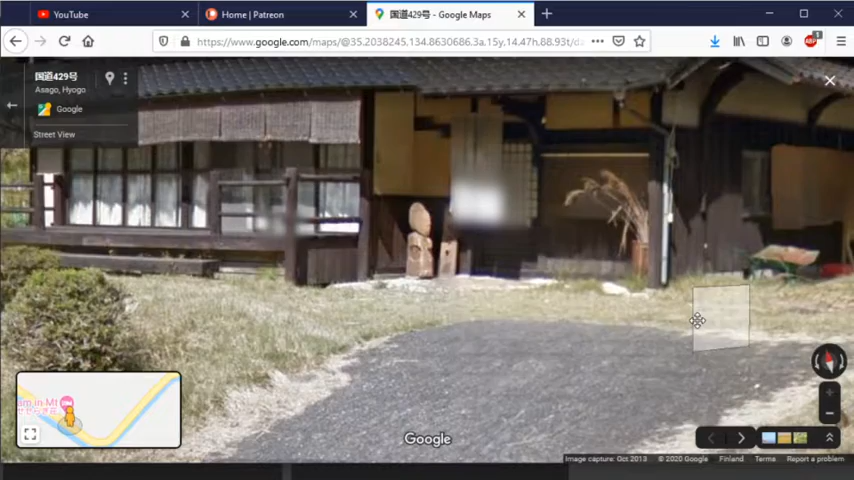 YouTube
Home | Patreon
国道429号 - Google Maps
https://www.google.com/maps/@35.2038245,134.8630686,3a,15y,14.47h,88.93t/da
国道429号
Asago, Hyogo
Google
Street View
Google
Image capture: Oct 2013 © 2020 Google Finland Terms Report a problem